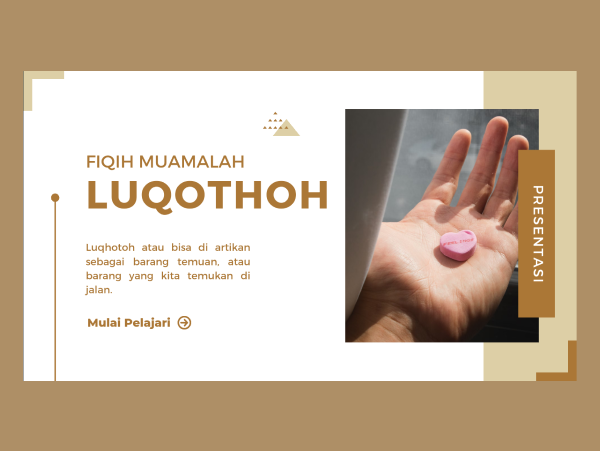 FIQIH MUAMALAH
LUQOTHOH
Luqhotoh atau bisa di artikan
sebagai barang temuan, atau
barang yang kita temukan di
jalan.
Mulai Pelajari
PRESENTASI